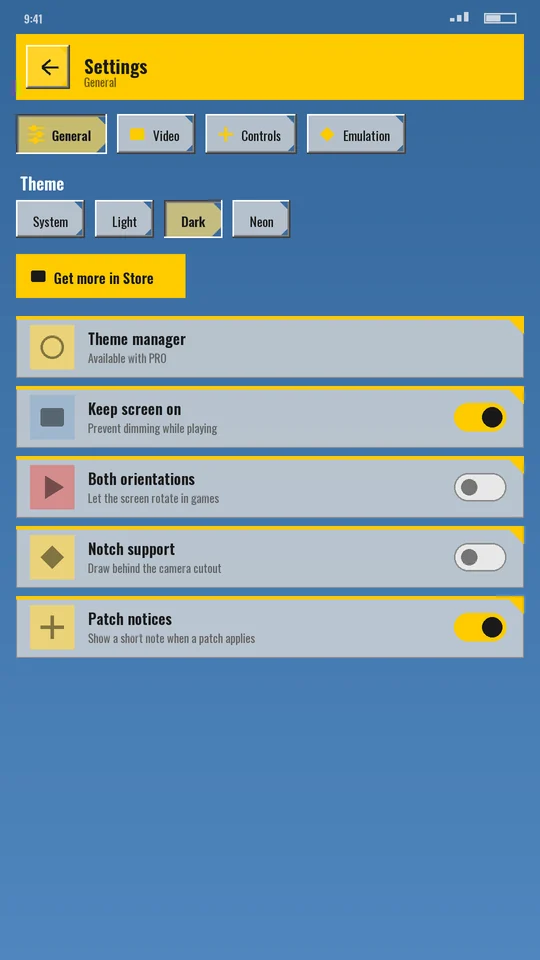 9:41
Settings
General
General
Video
Controls
Emulation
Theme
System
Light
Dark
Neon
Get more in Store
Theme manager
Available with PRO
Keep screen on
Prevent dimming while playing
Both orientations
Let the screen rotate in games
Notch support
Draw behind the camera cutout
Patch notices
Show a short note when a patch applies